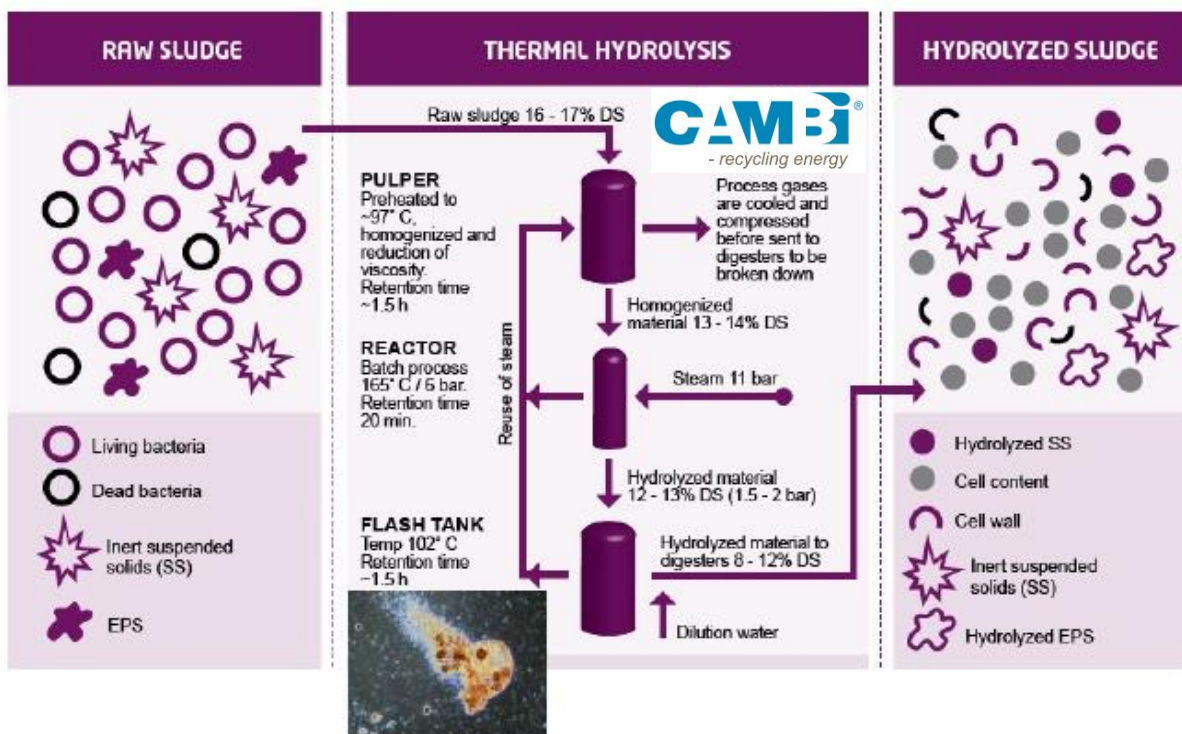 RAW SLUDGE
Living bacteria
Dead bacteria
Inert suspended
solids (SS)
EPS
THERMAL HYDROLYSIS
CAMBi®
- recycling energy
Raw sludge 16 - 17% DS
PULPER
Preheated to
~97° C,
homogenized and
reduction of
viscosity.
Retention time
~1.5 h
Process gases
are cooled and
compressed
before sent to
digesters to be
broken down
Homogenized
material 13 - 14% DS
REACTOR
Batch process
165° C / 6 bar.
Retention time
20 min.
Reuse of steam
Steam 11 bar
Hydrolyzed material
12 - 13% DS (1.5 - 2 bar)
FLASH TANK
Temp 102° C
Retention time
~1.5 h
Hydrolyzed material to
digesters 8 - 12% DS
Dilution water
HYDROLYZED SLUDGE
Hydrolyzed SS
Cell content
Cell wall
Inert suspended
solids (SS)
Hydrolyzed EPS